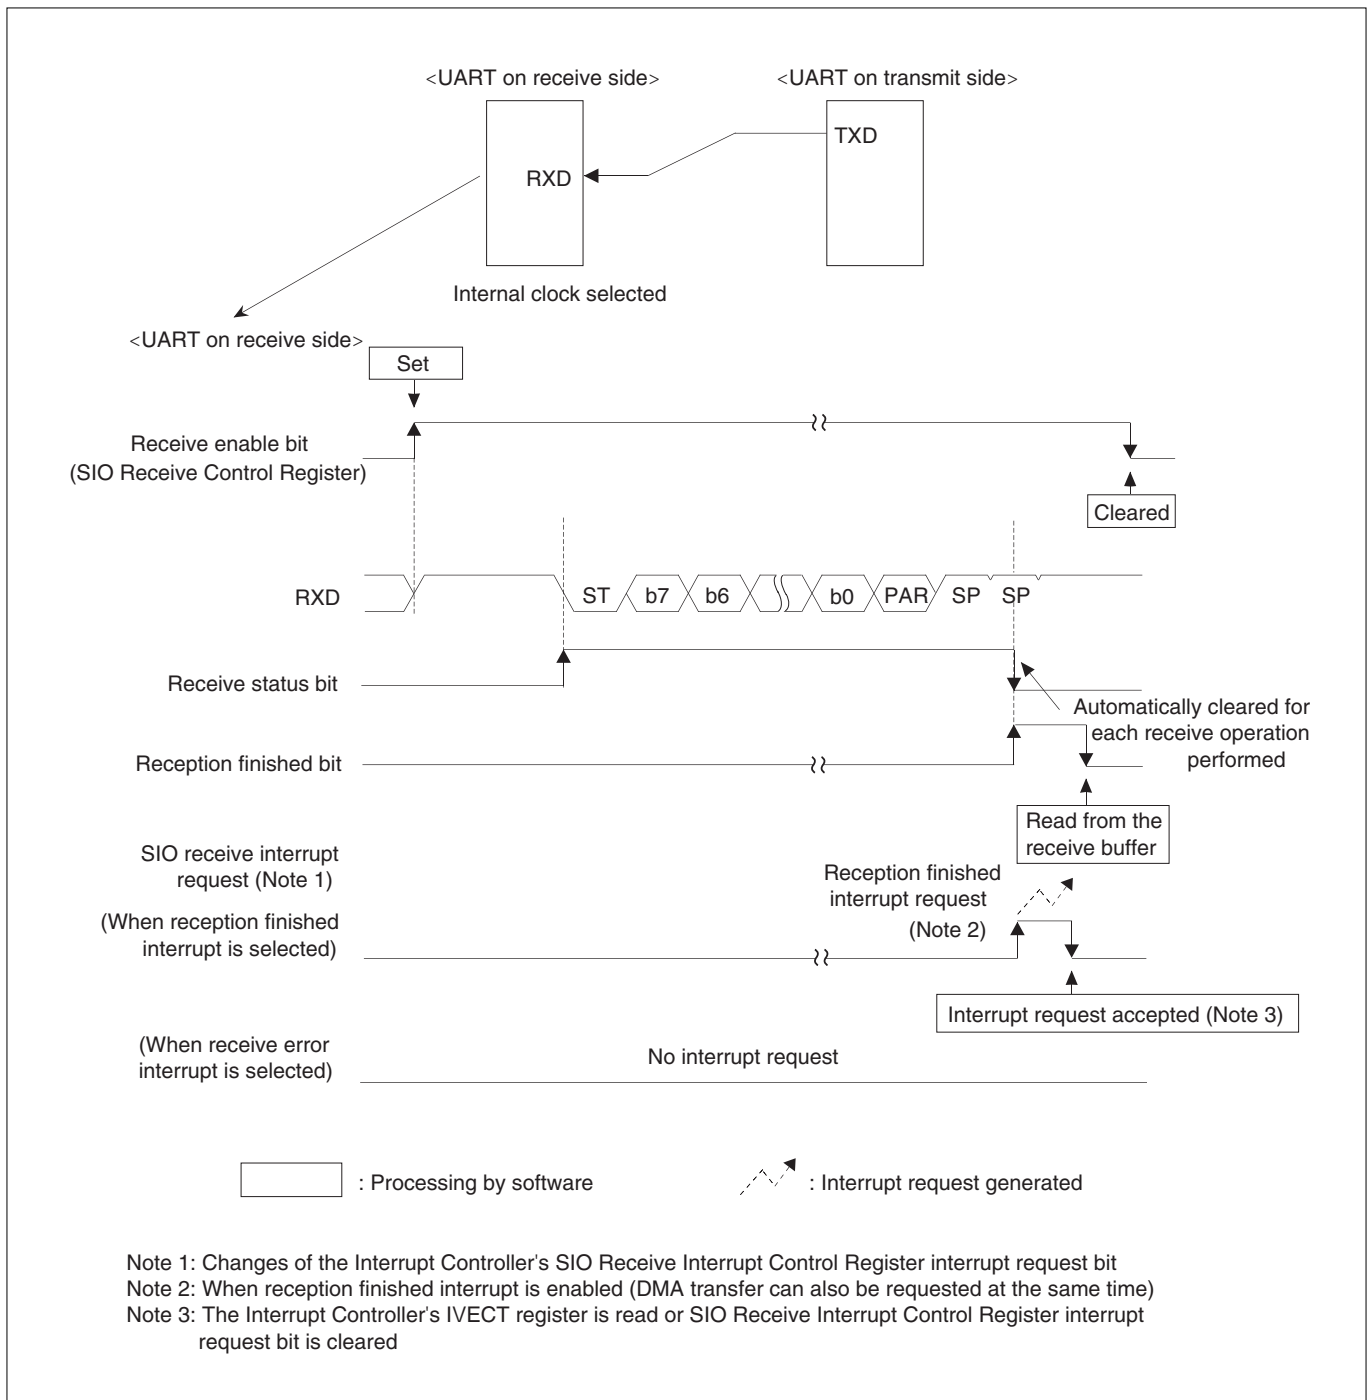 <UART on receive side>
<UART on transmit side>
TXD
RXD
Internal clock selected
<UART on receive side>
Set
Receive enable bit
(SIO Receive Control Register)
Cleared
RXD
ST
b7
b6
b0
PAR
SP
SP
Receive status bit
Automatically cleared for
each receive operation
performed
Reception finished bit
Read from the
receive buffer
SIO receive interrupt
request (Note 1)
Reception finished
interrupt request
(Note 2)
(When reception finished
interrupt is selected)
Interrupt request accepted (Note 3)
(When receive error
interrupt is selected)
No interrupt request
: Processing by software
: Interrupt request generated
Note 1: Changes of the Interrupt Controller's SIO Receive Interrupt Control Register interrupt request bit
Note 2: When reception finished interrupt is enabled (DMA transfer can also be requested at the same time)
Note 3: The Interrupt Controller's IVECT register is read or SIO Receive Interrupt Control Register interrupt
request bit is cleared